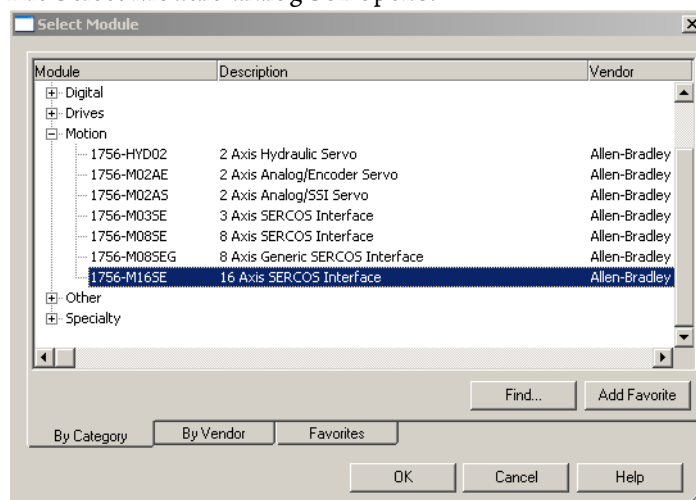 Select Module
Module Description Vendor
Digital
Drives
Motion
1756-HYD02 2 Axis Hydraulic Servo Allen-Bradley
1756-M02AE 2 Axis Analog/Encoder Servo Allen-Bradley
1756-M02AS 2 Axis Analog/SSI Servo Allen-Bradley
1756-M03SE 3 Axis SERCOS Interface Allen-Bradley
1756-M08SE 8 Axis SERCOS Interface Allen-Bradley
1756-M08SEG 8 Axis Generic SERCOS Interface Allen-Bradley
1756-M16SE 16 Axis SERCOS Interface Allen-Bradley
Other
Specialty
Find... Add Favorite
By Category By Vendor Favorites
OK Cancel Help